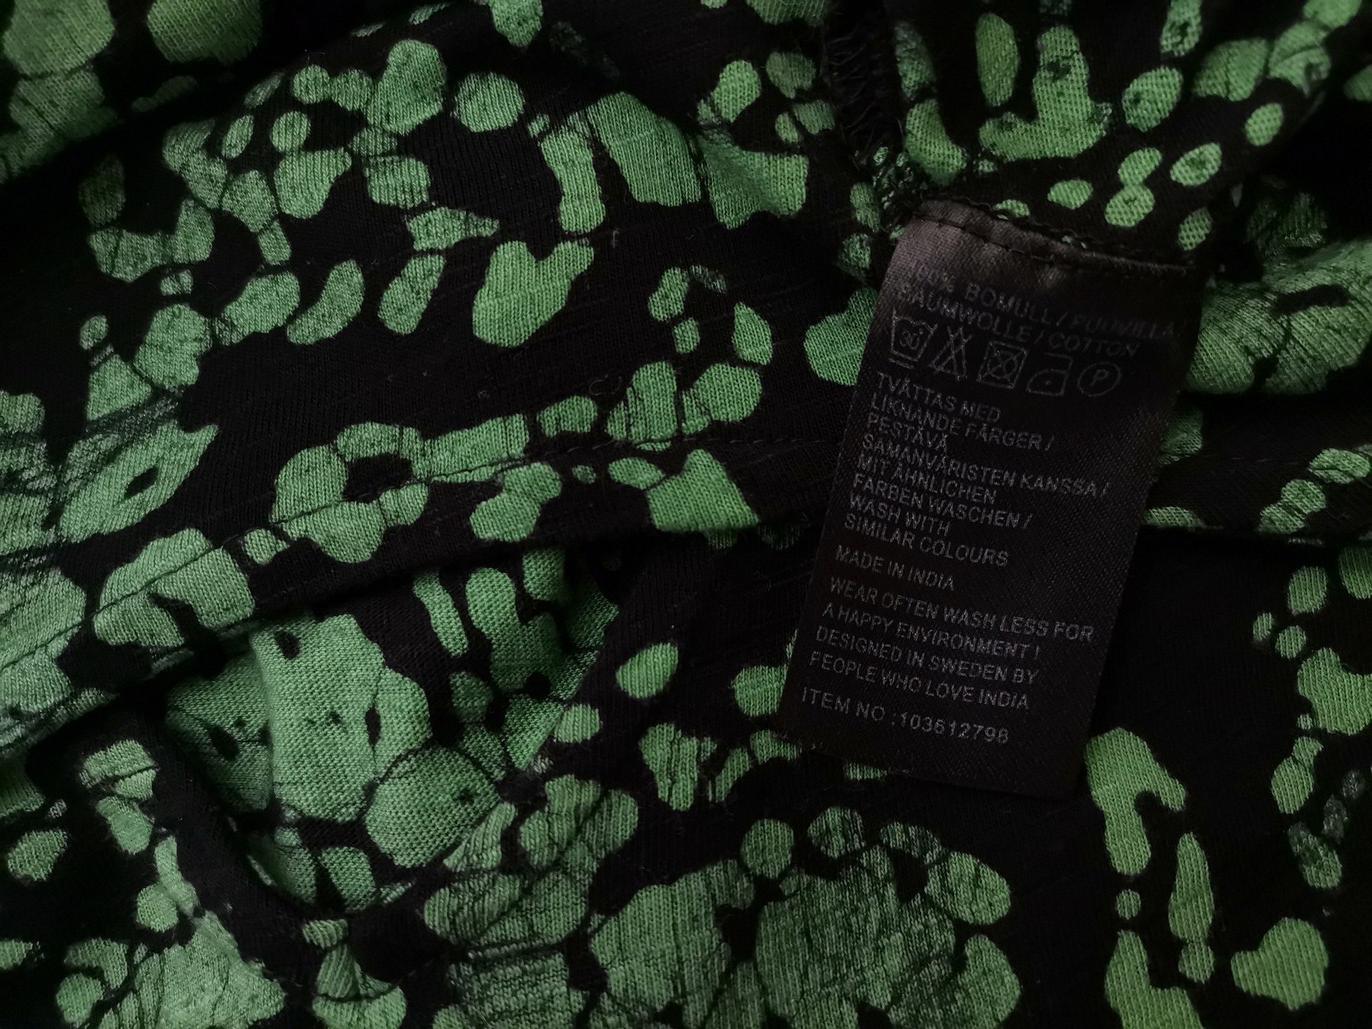 100% BOMULL / PUUVILLA
BAUMWOLLE / COTTON
30 P
TVÄTTAS MED
LIKNANDE FÄRGER /
PESTÄVÄ
SAMANVÄRISTEN KANSSA /
MIT ÄHNLICHEN
FARBEN WASCHEN /
WASH WITH
SIMILAR COLOURS
MADE IN INDIA
WEAR OFTEN WASH LESS FOR
A HAPPY ENVIRONMENT !
DESIGNED IN SWEDEN BY
PEOPLE WHO LOVE INDIA
ITEM NO :103612798